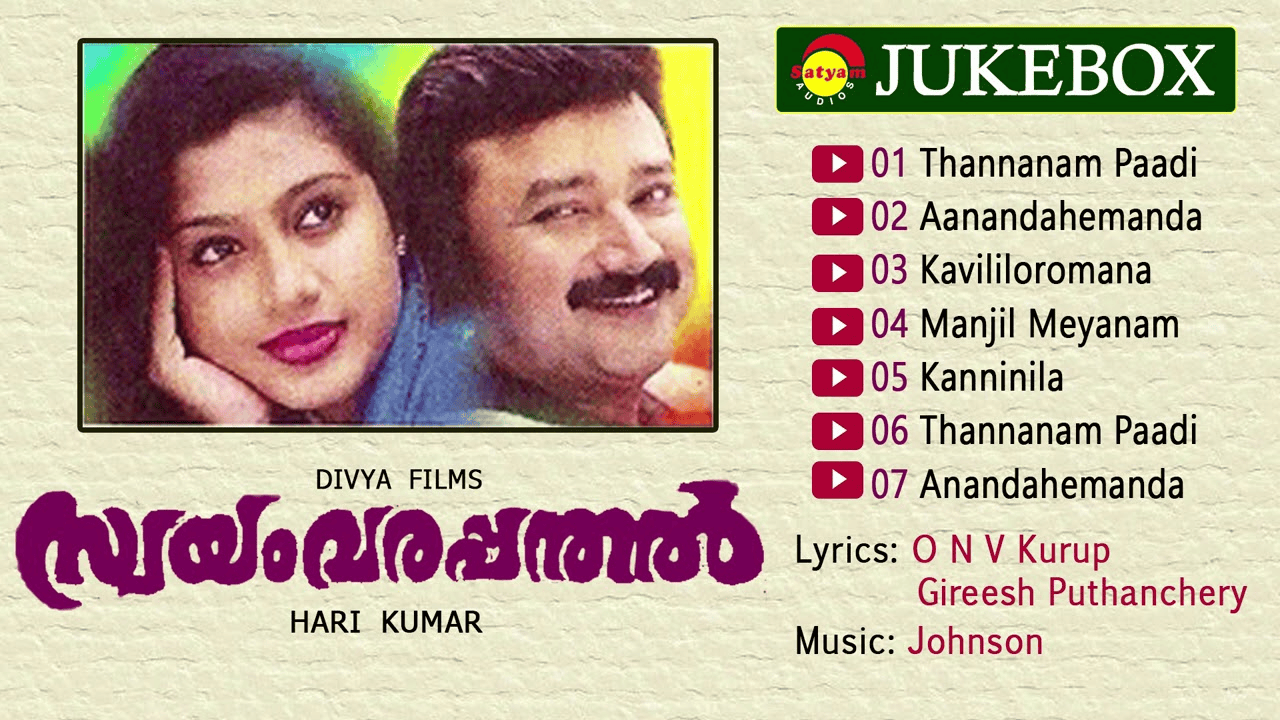 Satyam
AUDIOS
JUKEBOX
01 Thannanam Paadi
02 Aanandahemanda
03 Kavililoromana
04 Manjil Meyanam
05 Kanninila
06 Thannanam Paadi
07 Anandahemanda
Lyrics: O N V Kurup
Gireesh Puthanchery
Music: Johnson
DIVYA FILMS
സ്വയംവരപ്പന്തൽ
HARI KUMAR